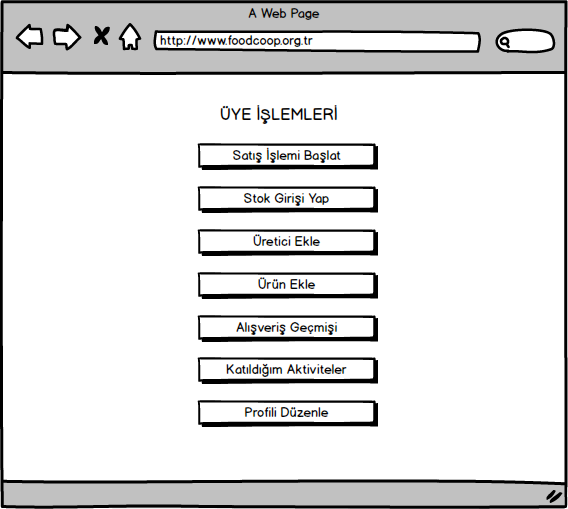 A Web Page
http://www.foodcoop.org.tr
ÜYE İŞLEMLERİ
Satış İşlemi Başlat
Stok Girişi Yap
Üretici Ekle
Ürün Ekle
Alışveriş Geçmişi
Katıldığım Aktiviteler
Profili Düzenle